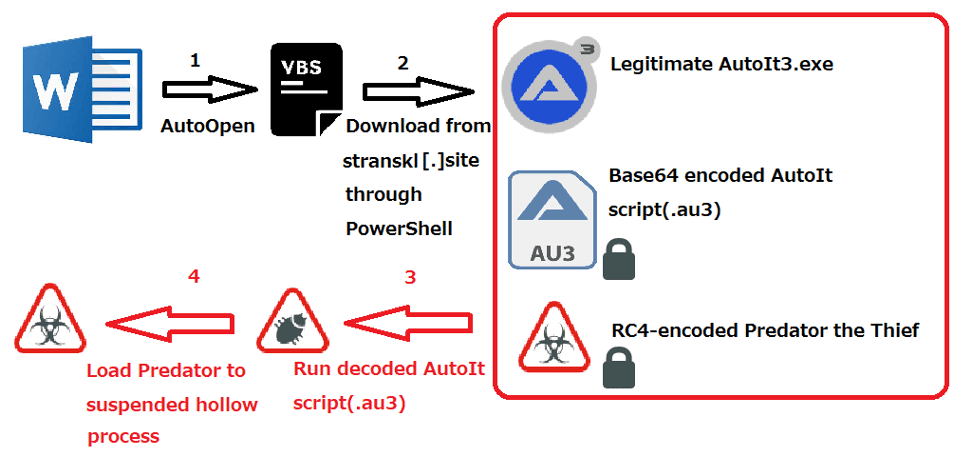 W
1
AutoOpen
VBS
2
Download from
stranskl[.]site
through
PowerShell
3
Legitimate AutoIt3.exe
Base64 encoded AutoIt
script(.au3)
AU3
RC4-encoded Predator the Thief
3
Run decoded AutoIt
script(.au3)
4
Load Predator to
suspended hollow
process